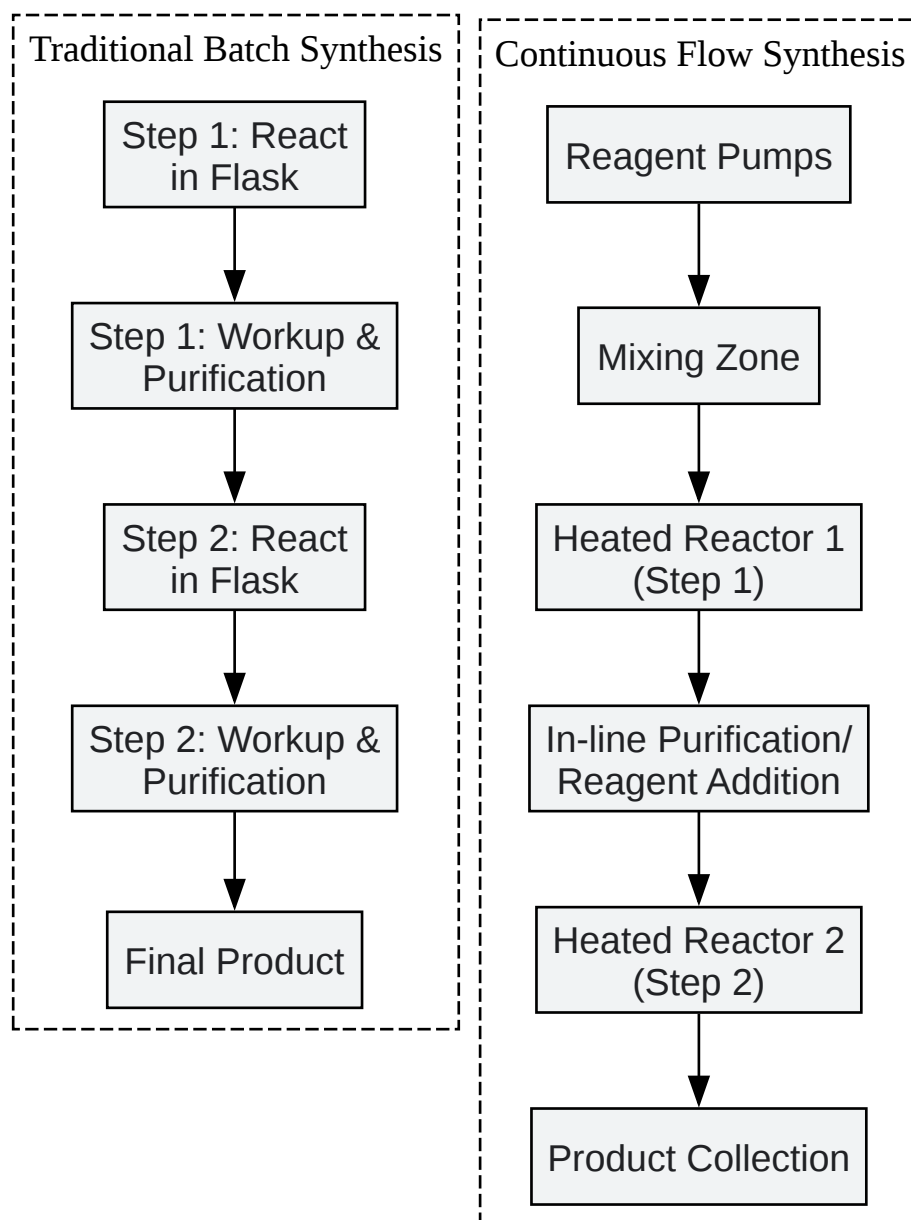 Traditional Batch Synthesis
Step 1: React
in Flask
Step 1: Workup &
Purification
Step 2: React
in Flask
Step 2: Workup &
Purification
Final Product
Continuous Flow Synthesis
Reagent Pumps
Mixing Zone
Heated Reactor 1
(Step 1)
In-line Purification/
Reagent Addition
Heated Reactor 2
(Step 2)
Product Collection